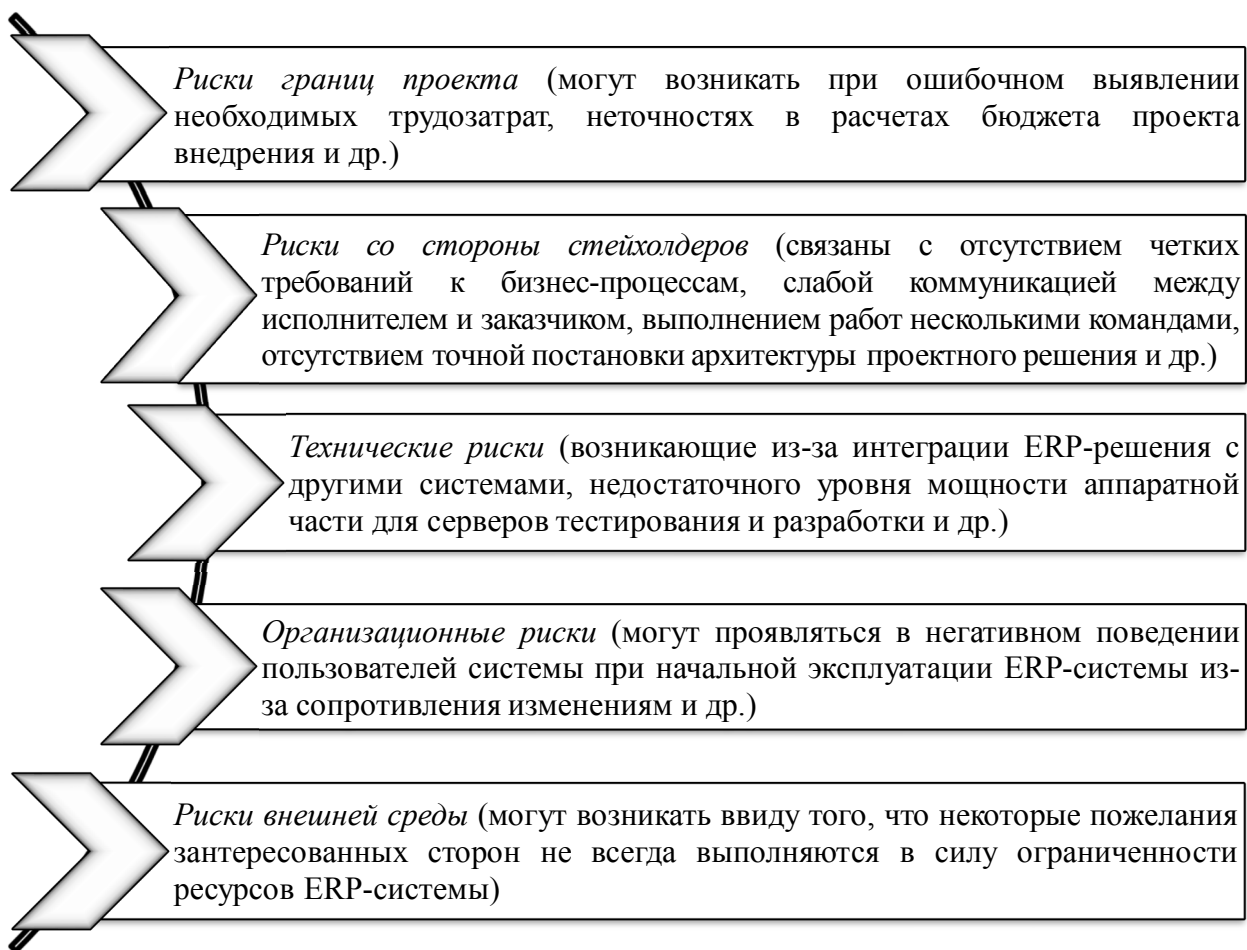 Риски границ проекта (могут возникать при ошибочном выявлении
необходимых трудозатрат, неточностях в расчетах бюджета проекта
внедрения и др.)
Риски со стороны стейхолдеров (связаны с отсутствием четких
требований к бизнес-процессам, слабой коммуникацией между
исполнителем и заказчиком, выполнением работ несколькими командами,
отсутствием точной постановки архитектуры проектного решения и др.)
Технические риски (возникающие из-за интеграции ERP-решения с
другими системами, недостаточного уровня мощности аппаратной
части для серверов тестирования и разработки и др.)
Организационные риски (могут проявляться в негативном поведении
пользователей системы при начальной эксплуатации ERP-системы из-
за сопротивления изменениям и др.)
Риски внешней среды (могут возникать ввиду того, что некоторые пожелания
зантересованных сторон не всегда выполняются в силу ограниченности
ресурсов ERP-системы)